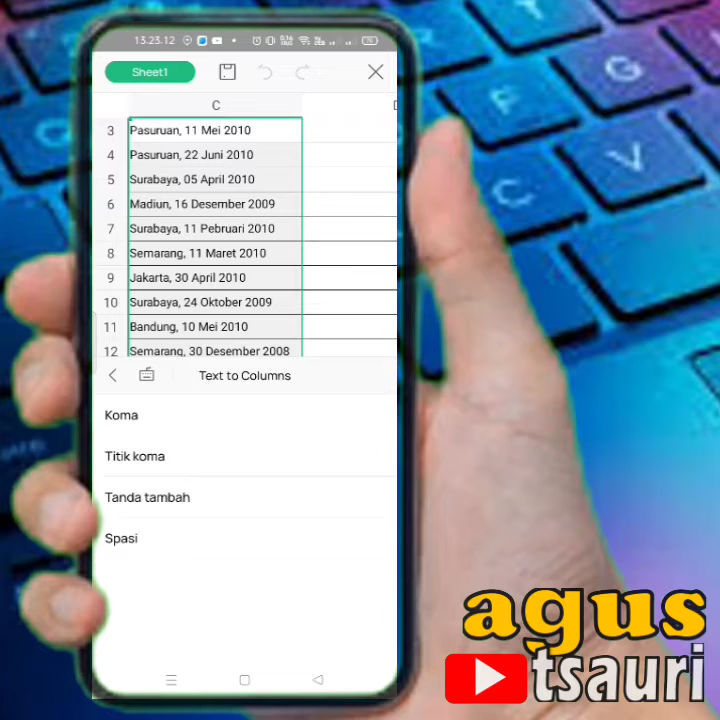 13.23.12
Sheet1
C
3 Pasuruan, 11 Mei 2010
4 Pasuruan, 22 Juni 2010
5 Surabaya, 05 April 2010
6 Madiun, 16 Desember 2009
7 Surabaya, 11 Pebruari 2010
8 Semarang, 11 Maret 2010
9 Jakarta, 30 April 2010
10 Surabaya, 24 Oktober 2009
11 Bandung, 10 Mei 2010
12 Semarang, 30 Desember 2008
Text to Columns
Koma
Titik koma
Tanda tambah
Spasi
G
F
V
C
agus
tsauri